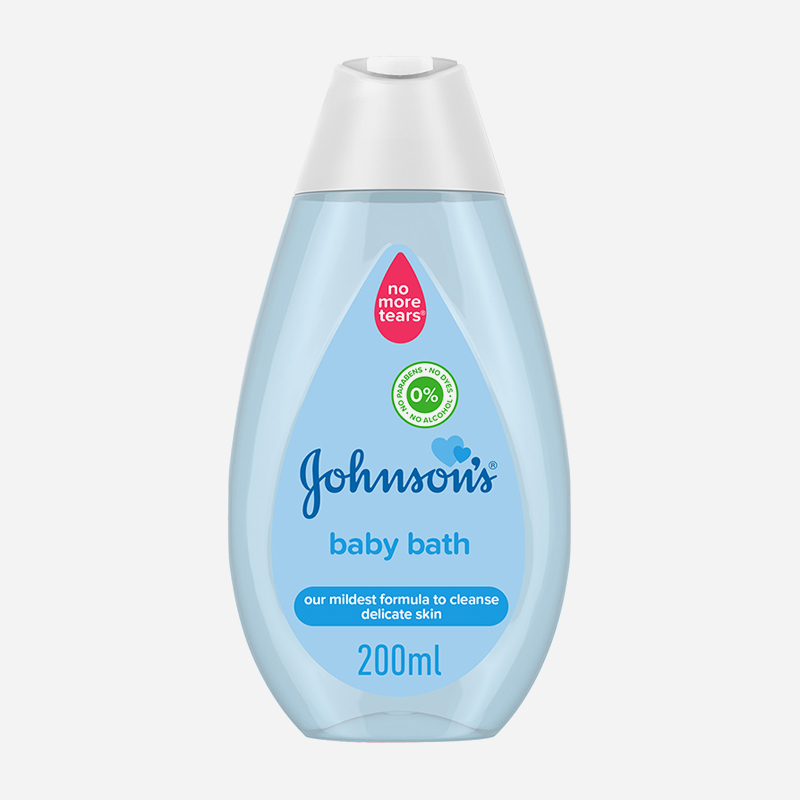 no
more
tears®
NO PARABENS • NO DYES • NO ALCOHOL •
0%
Johnson's®
baby bath
our mildest formula to cleanse
delicate skin
200ml